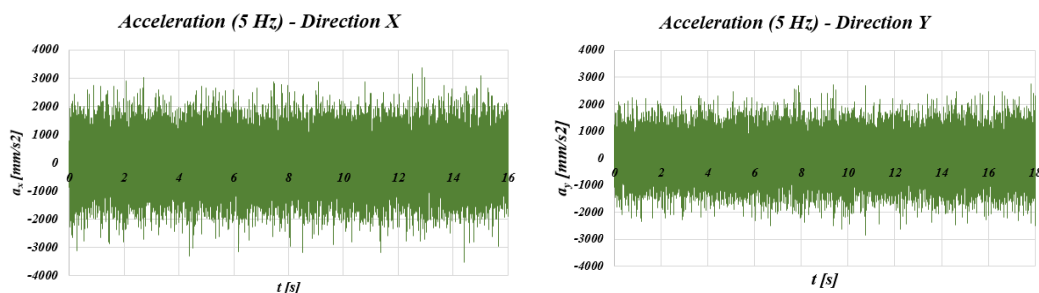 Acceleration (5 Hz) - Direction X
4000
3000
2000
1000
0
-1000
-2000
-3000
-4000
a_x [mm/s2]
0 2 4 6 8 10 12 14 16
t [s]
Acceleration (5 Hz) - Direction Y
4000
3000
2000
1000
0
-1000
-2000
-3000
-4000
a_y [mm/s2]
0 2 4 6 8 10 12 14 16 18
t [s]